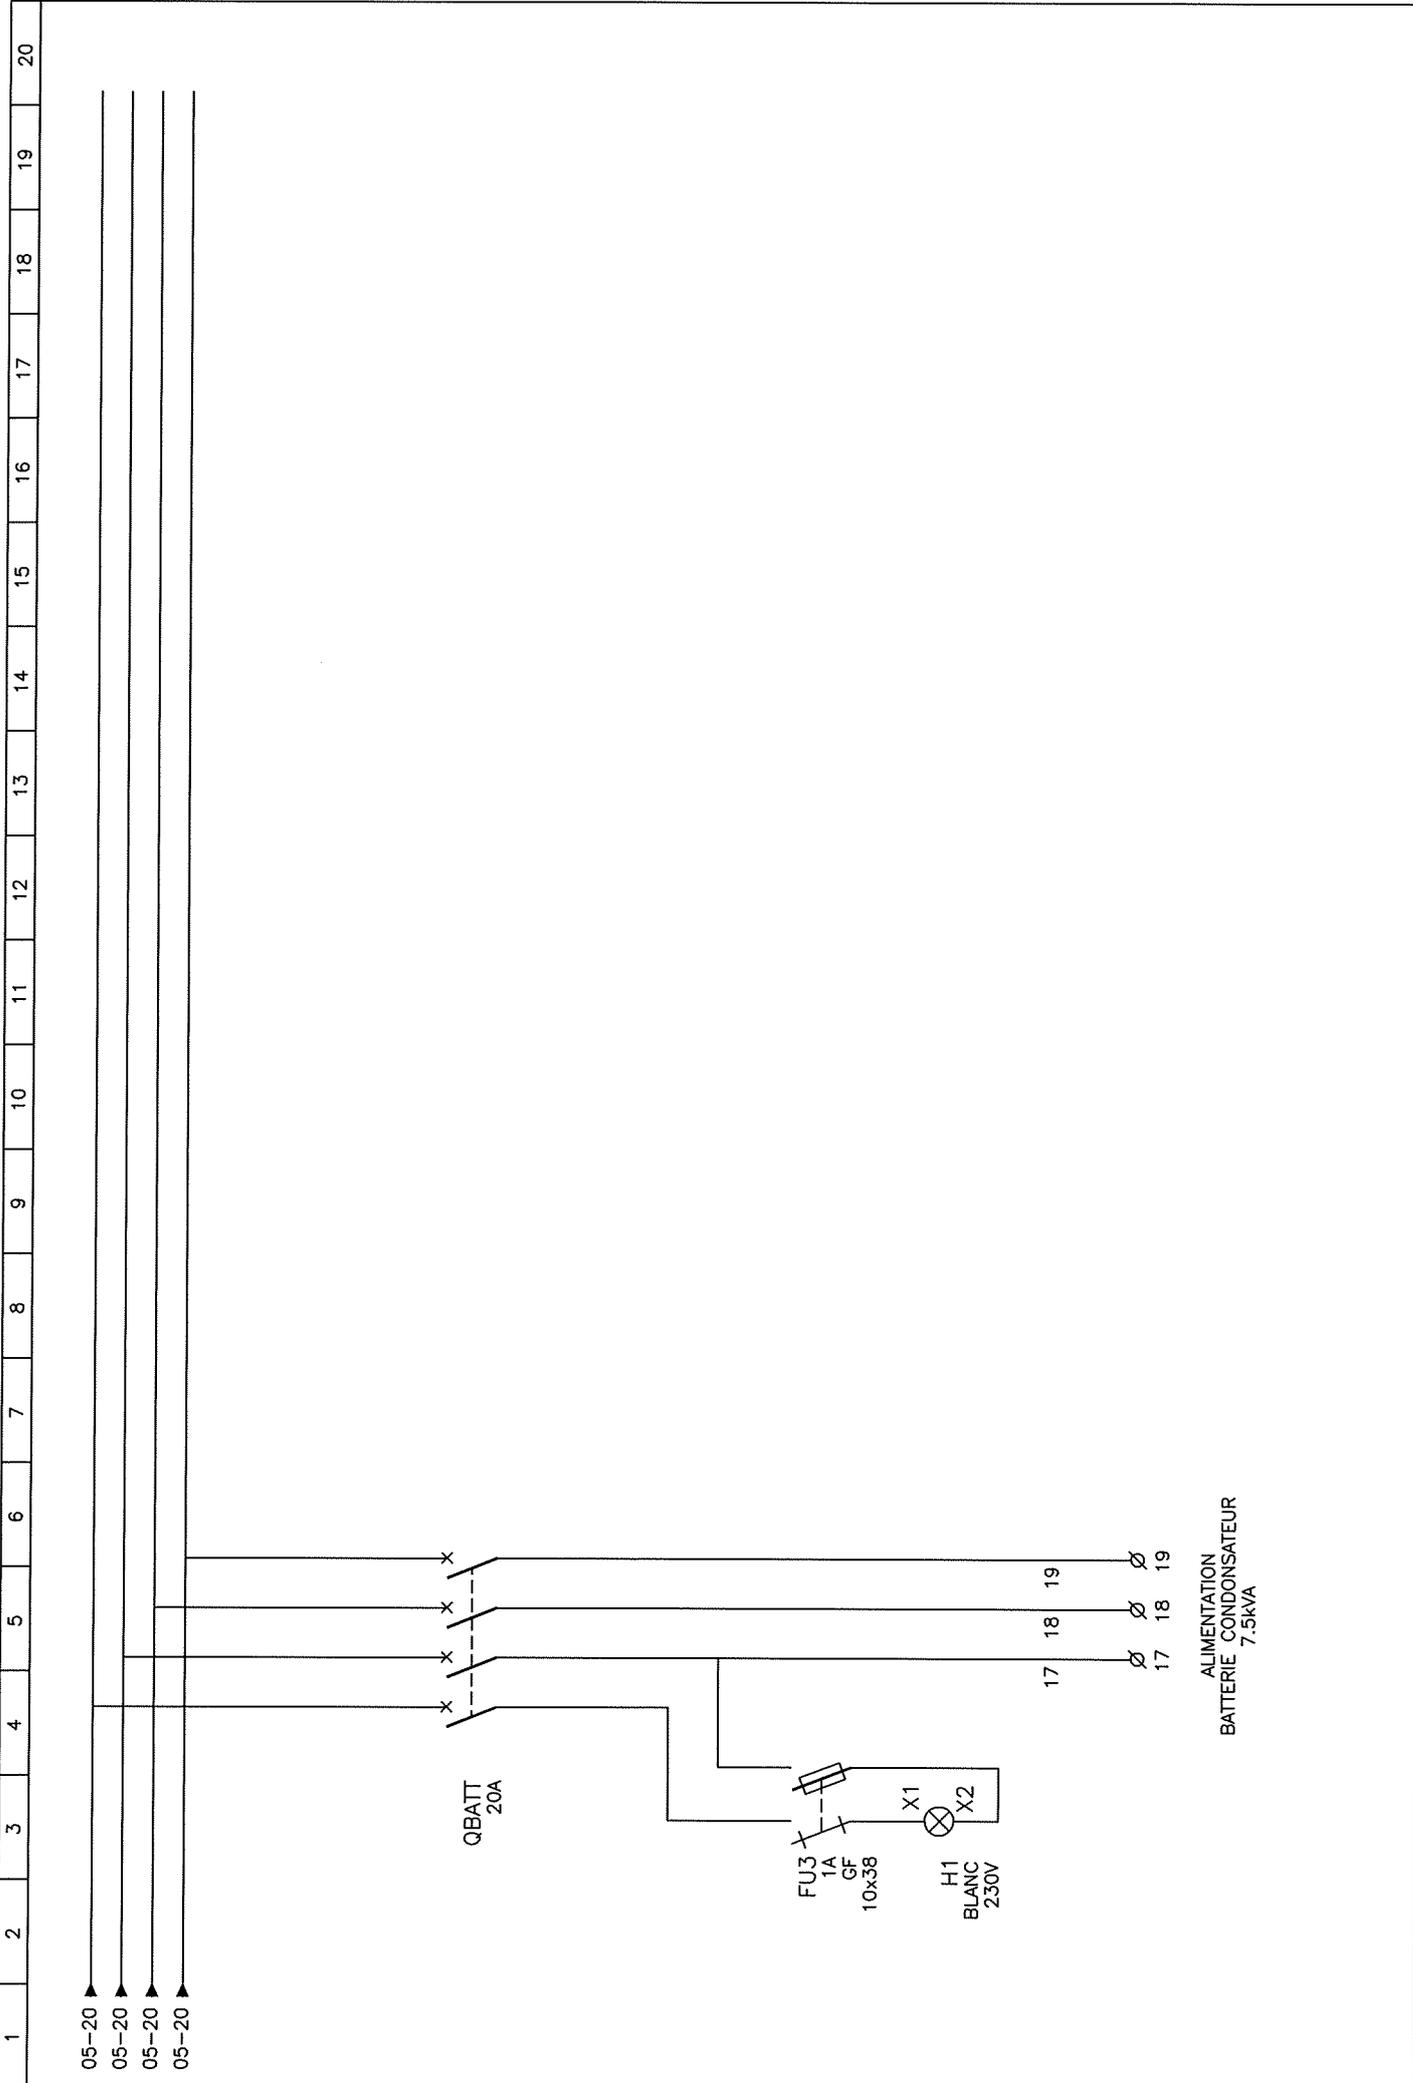 1 2 3 4 5 6 7 8 9 10 11 12 13 14 15 16 17 18 19 20
05-20
05-20
05-20
05-20
QBATT
20A
FU3
1A
GF
10x38
X1
H1
BLANC
230V
X2
17 18 19
17 18 19
ALIMENTATION
BATTERIE CONDONSATEUR
7.5kVA